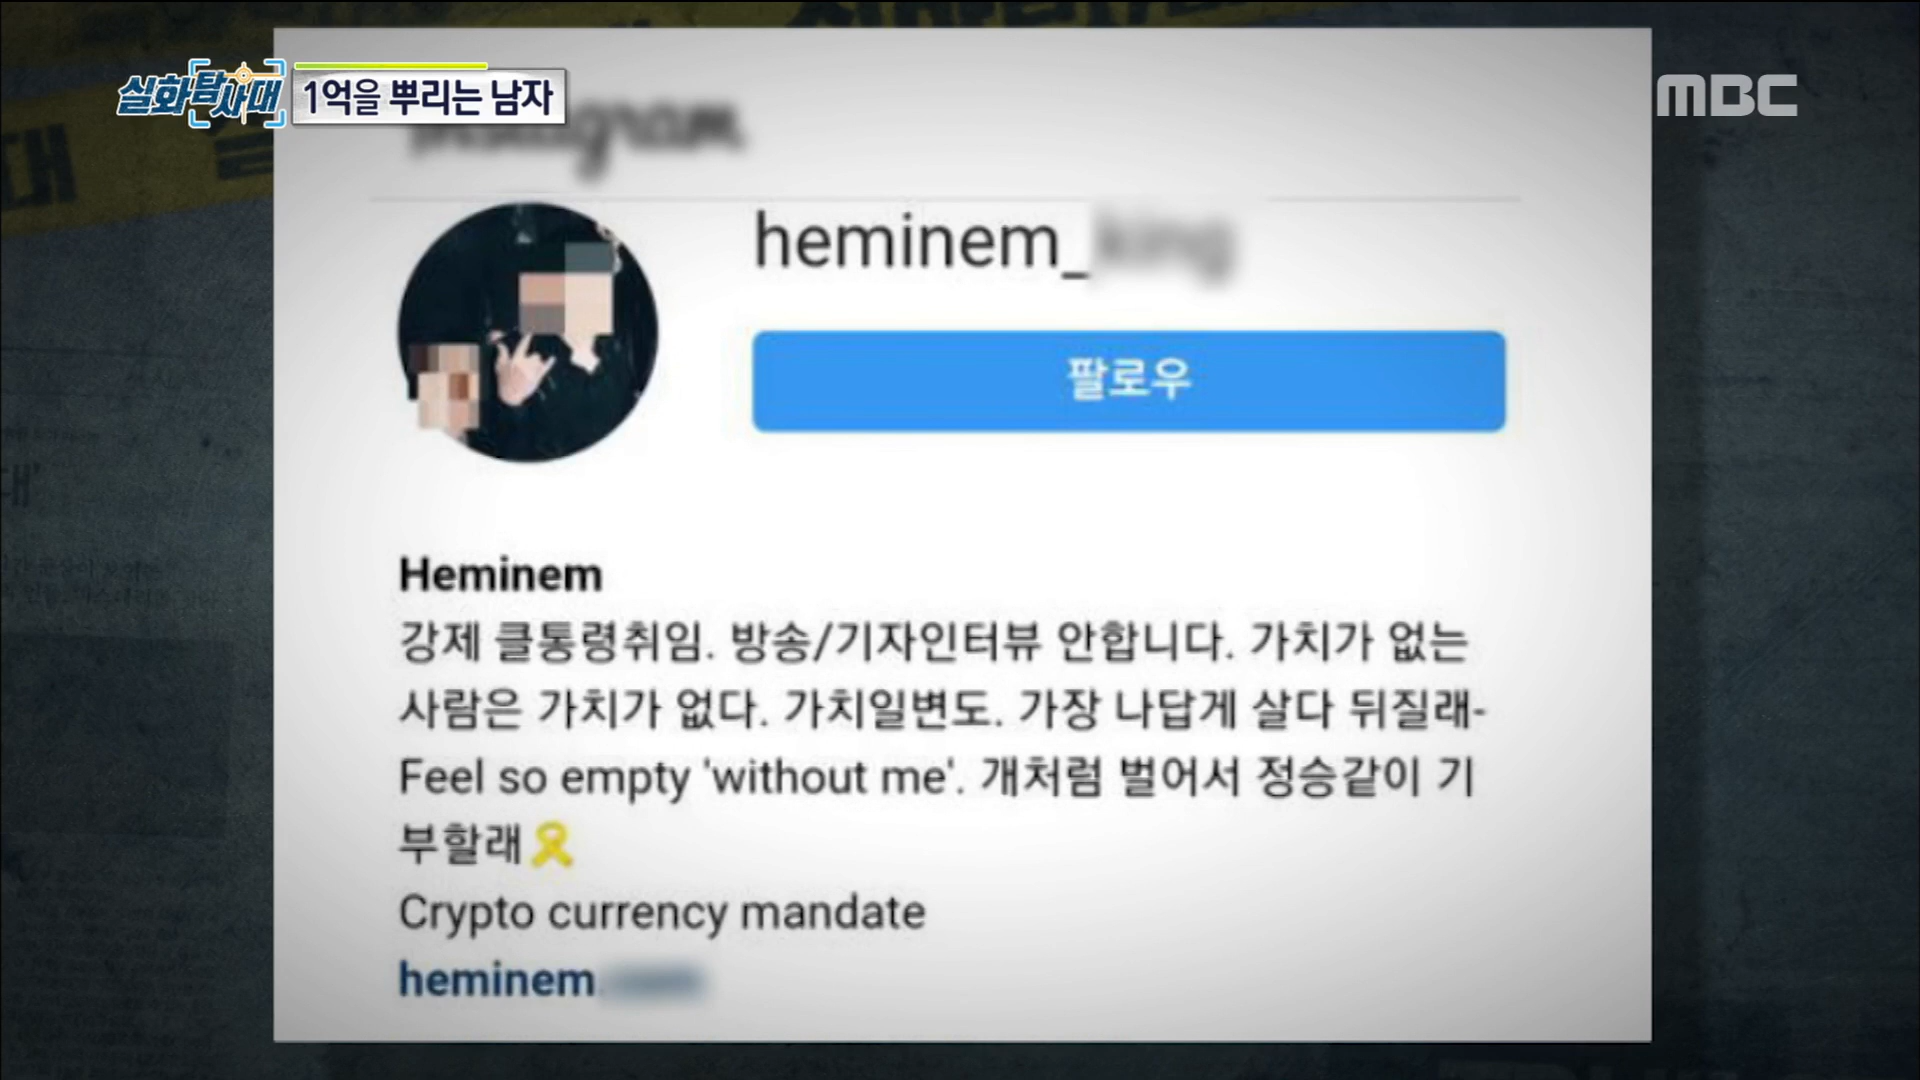 실화탐사대
1억을 뿌리는 남자
MBC
heminem_
팔로우
Heminem
강제 클통령취임. 방송/기자인터뷰 안합니다. 가치가 없는
사람은 가치가 없다. 가치일변도. 가장 나답게 살다 뒤질래-
Feel so empty 'without me'. 개처럼 벌어서 정승같이 기
부할래🎗
Crypto currency mandate
heminem